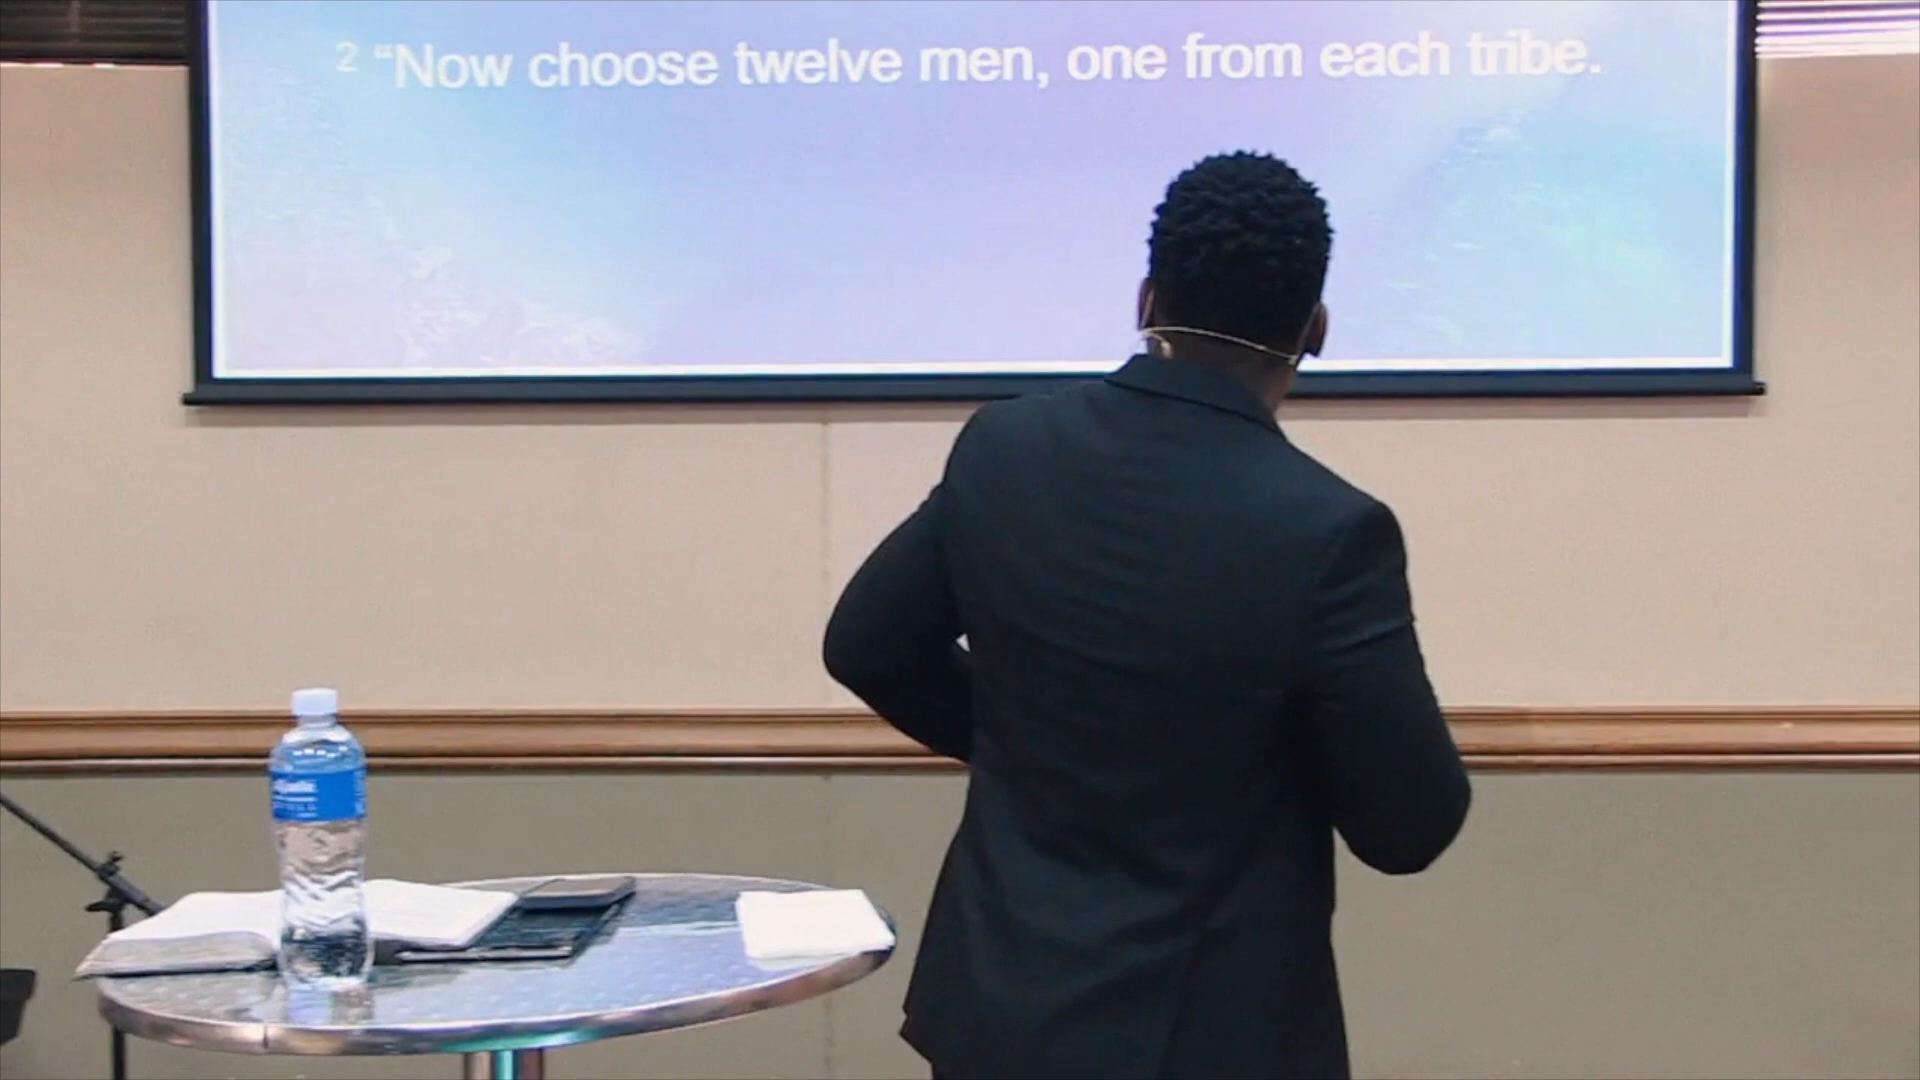 2 “Now choose twelve men, one from each tribe.